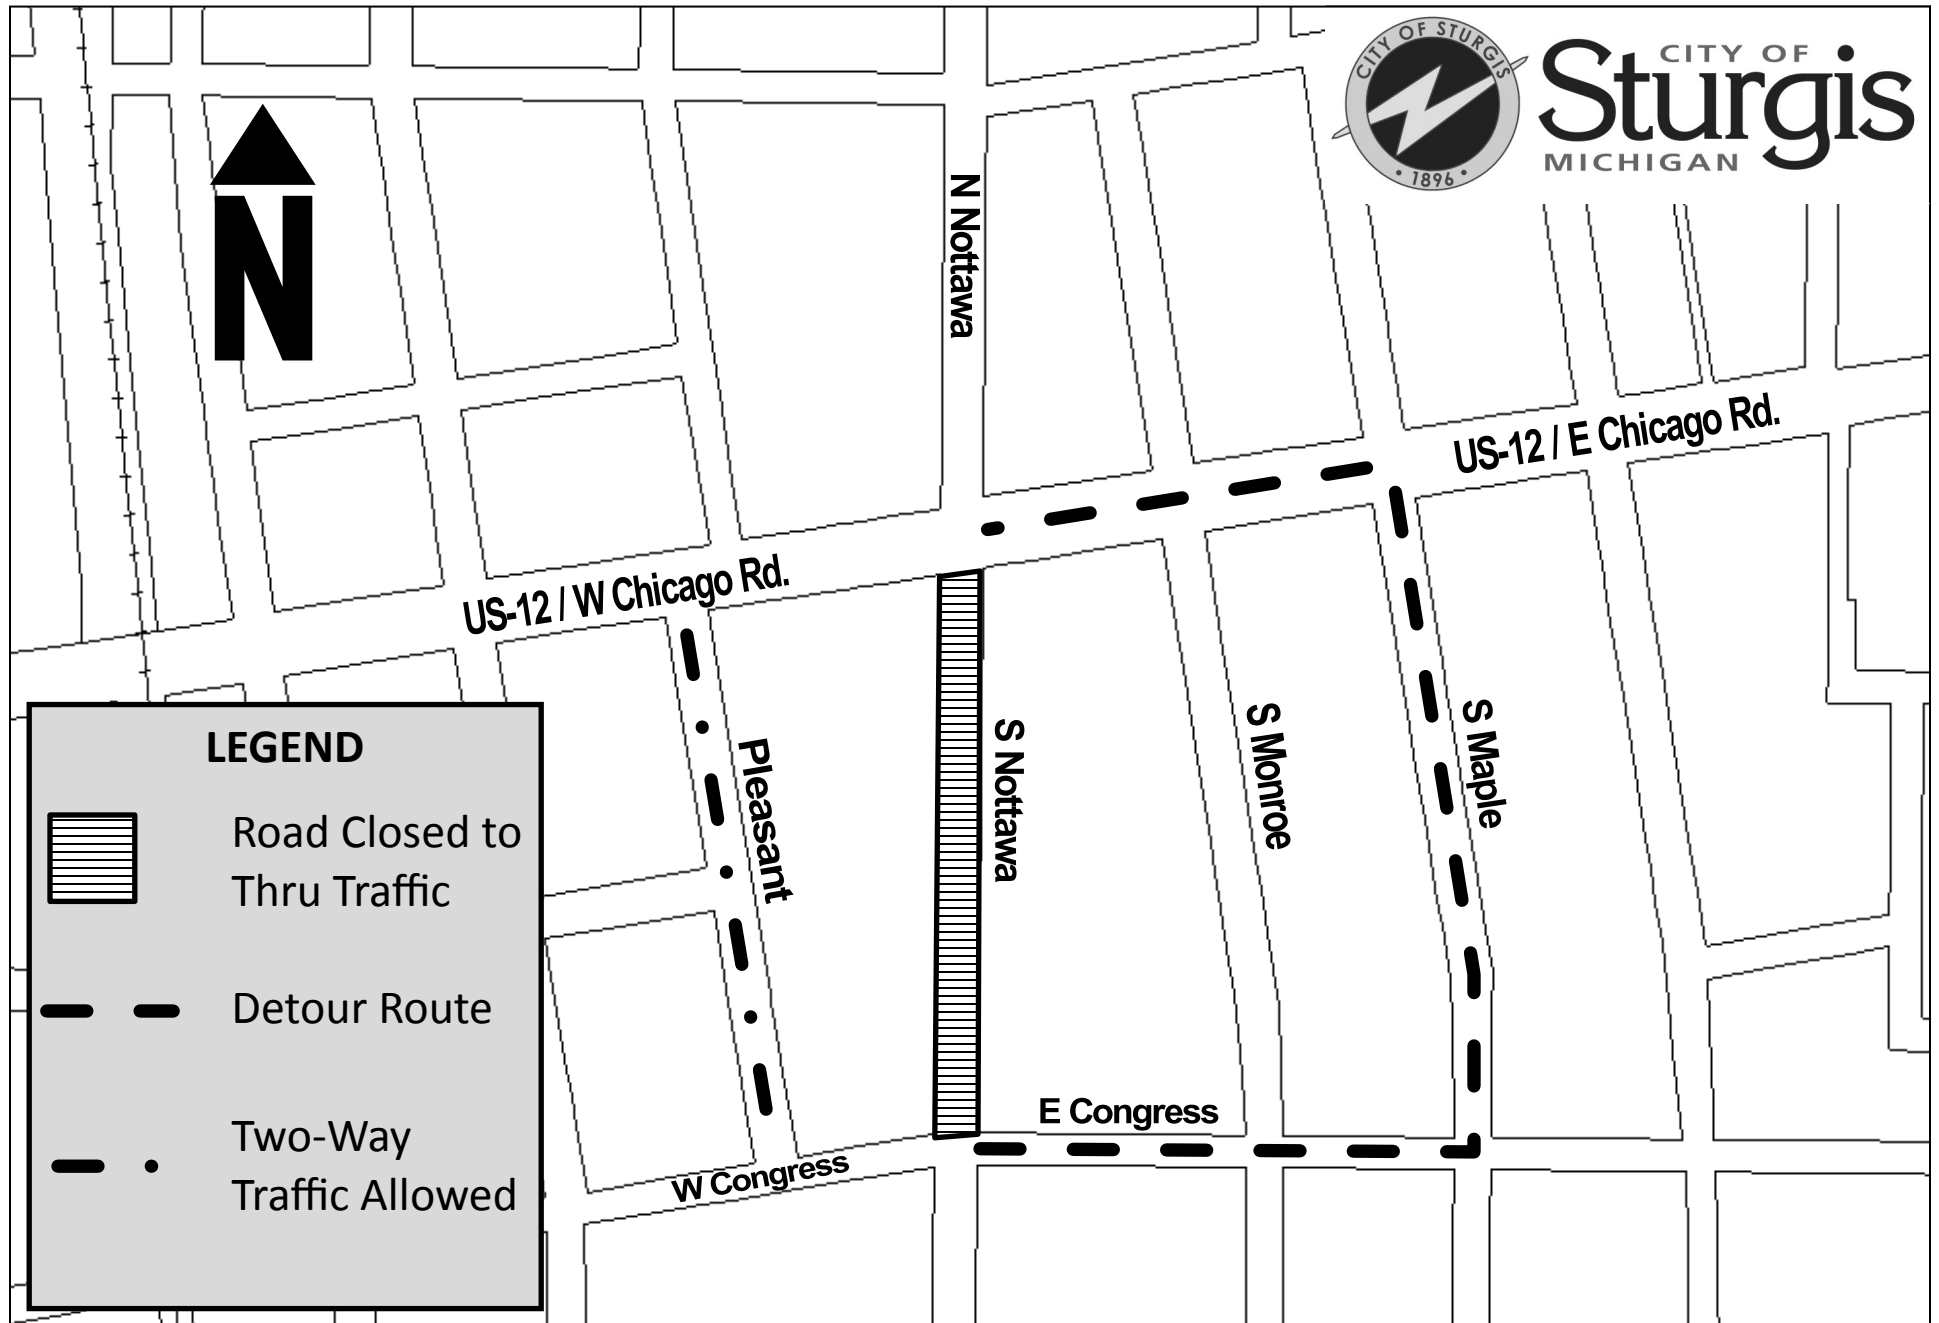 CITY OF STURGIS
• 1896 •
CITY OF
Sturgis
MICHIGAN
N
N Nottawa
US-12 / E Chicago Rd.
US-12 / W Chicago Rd.
Pleasant
S Nottawa
S Monroe
S Maple
E Congress
W Congress
LEGEND
Road Closed to
Thru Traffic
Detour Route
Two-Way
Traffic Allowed